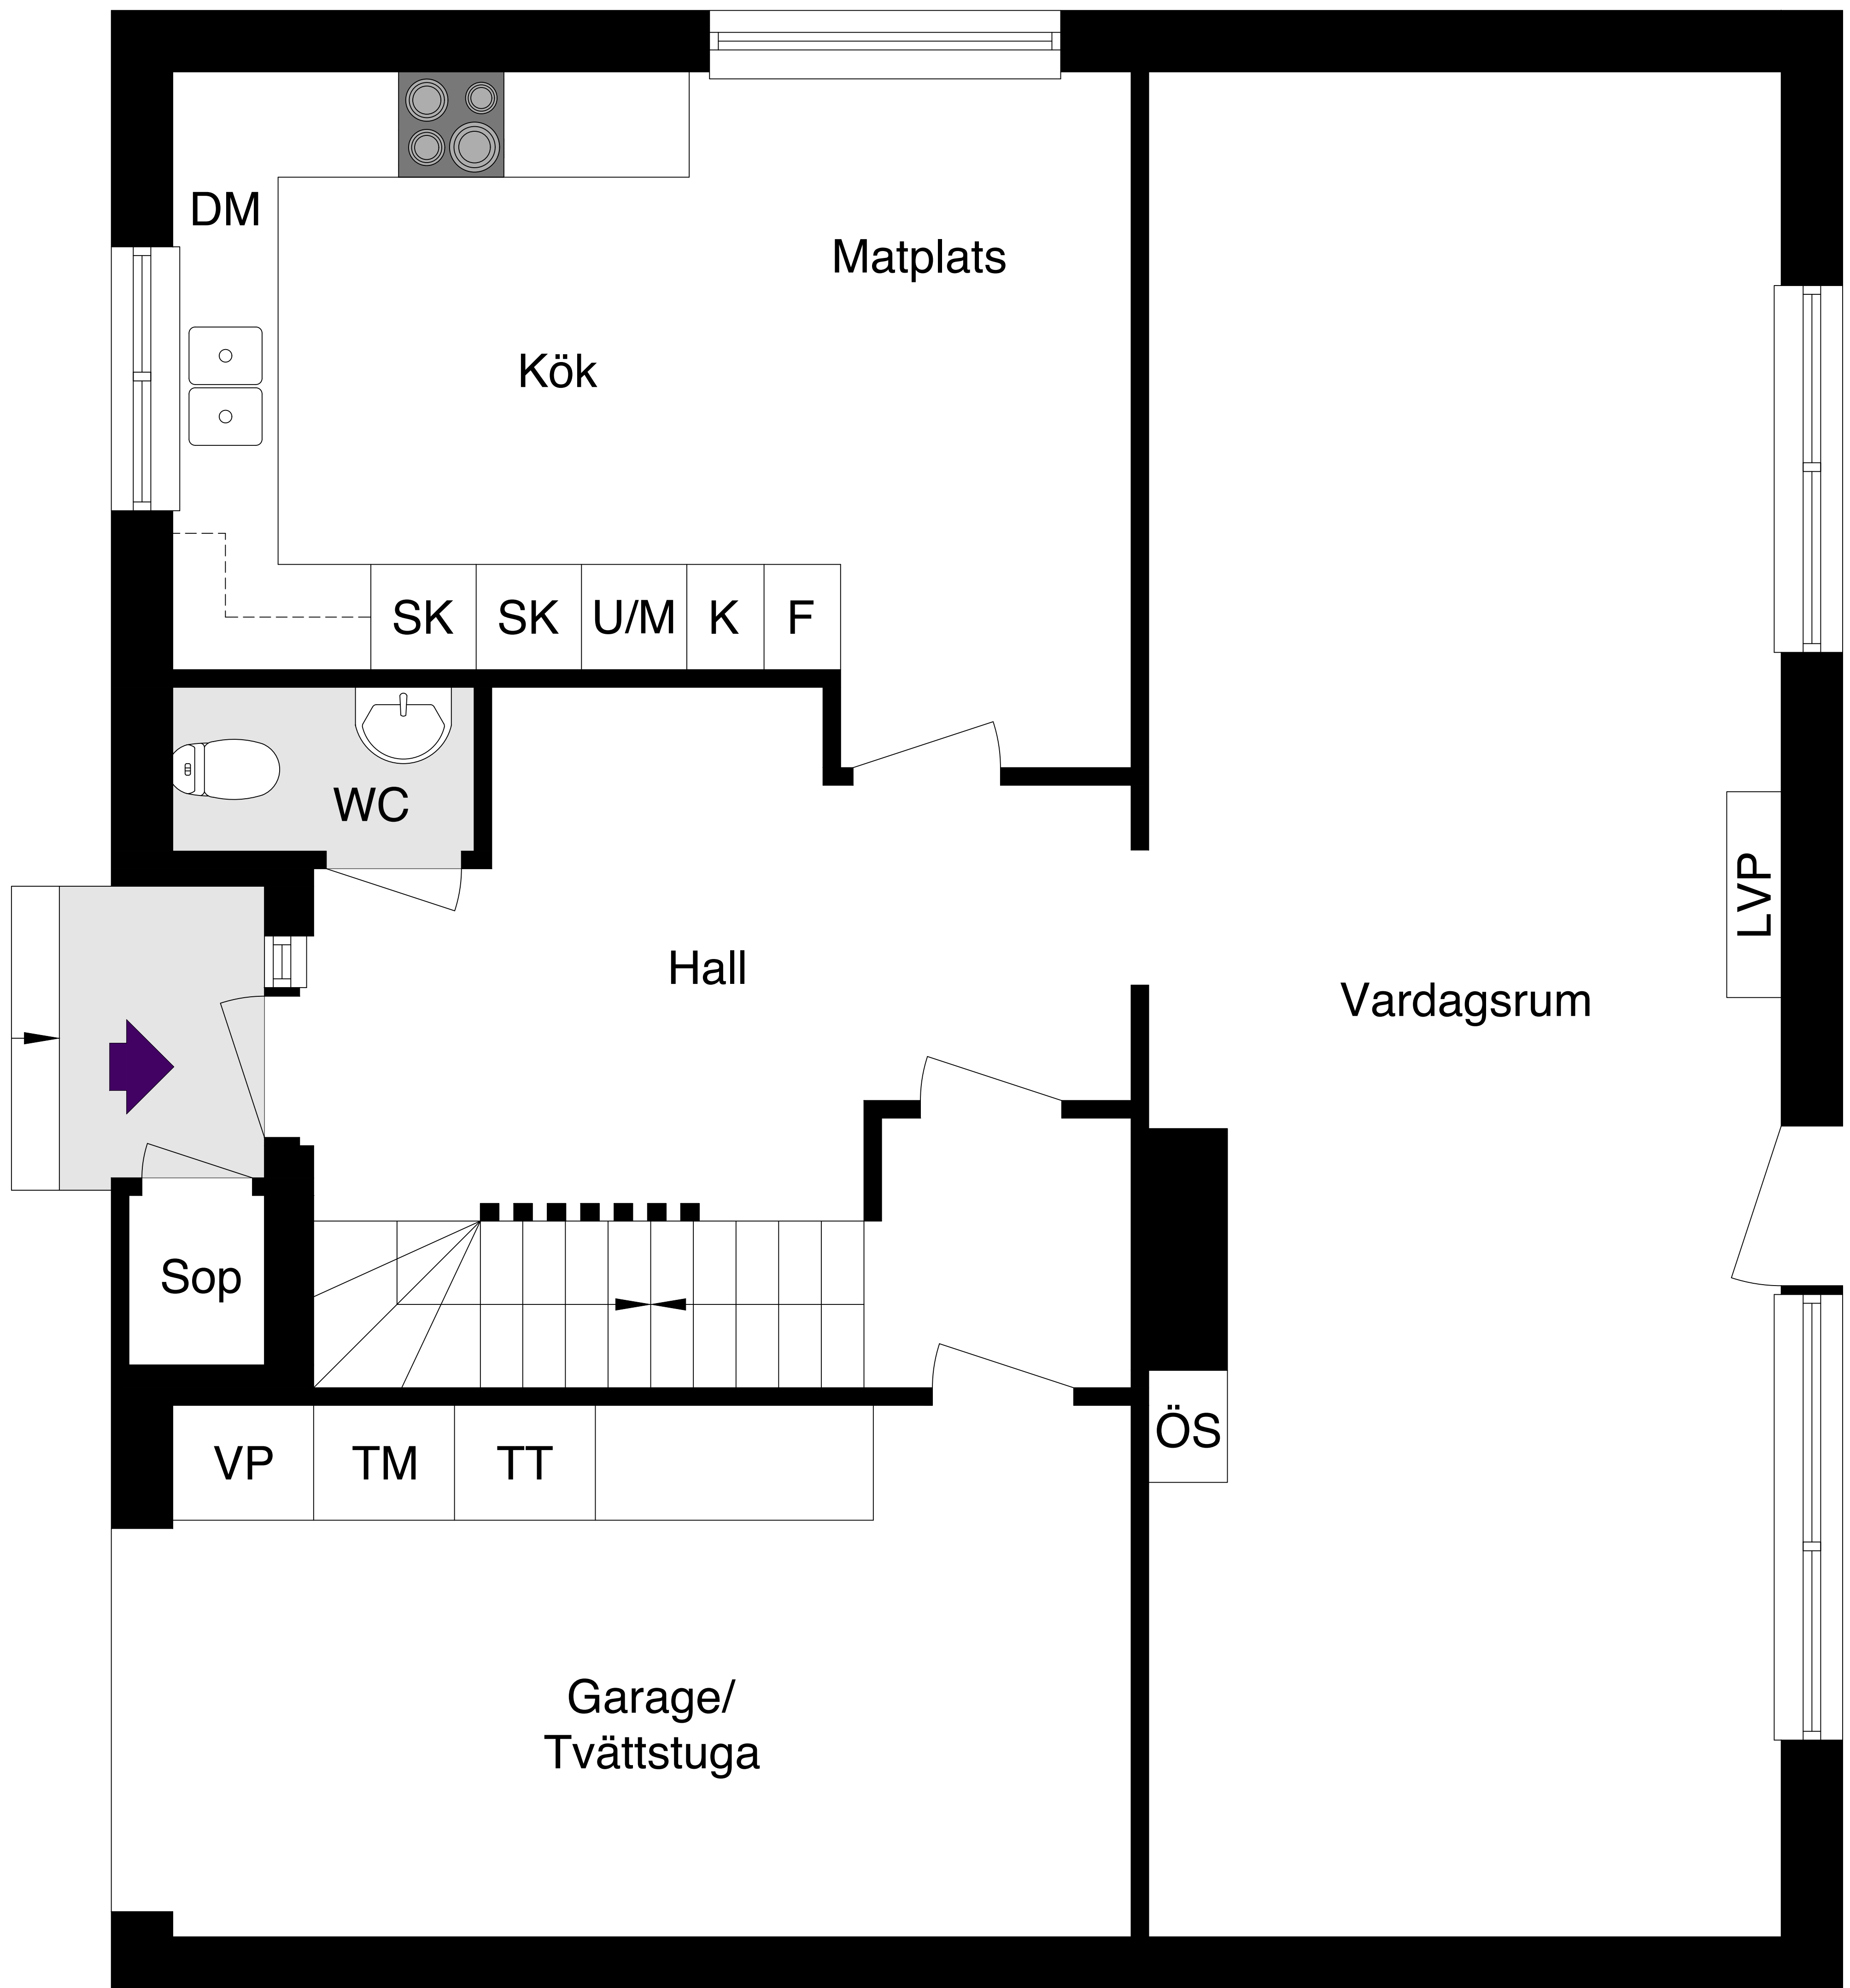 DM
Matplats
Kök
SK SK U/M K F
WC
LVP
Hall
Vardagsrum
Sop
ÖS
VP TM TT
Garage/
Tvättstuga